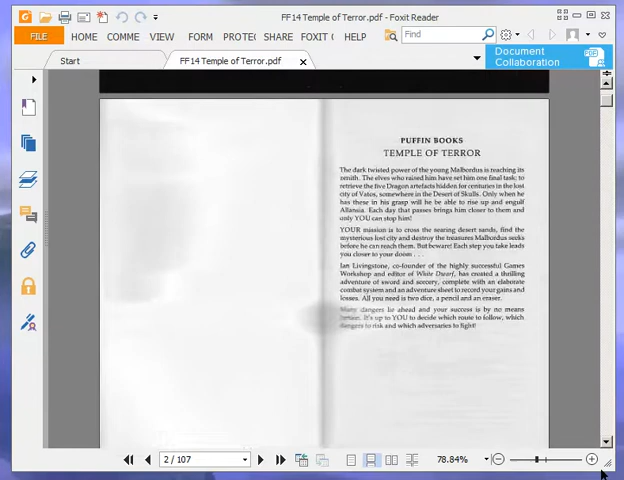 FF14 Temple of Terror.pdf - Foxit Reader
FILE HOME COMME VIEW FORM PROTE( SHARE FOXIT ( HELP Find
Start FF14 Temple of Terror.pdf
Document
Collaboration
PDF
PUFFIN BOOKS
TEMPLE OF TERROR
The dark twisted power of the young Malbordus is reaching its
zenith. The elves who raised him have set him one final task: to
retrieve the five Dragon artefacts hidden for centuries in the lost
city of Vatos, somewhere in the Desert of Skulls. Only when he
has these in his grasp will he be able to rise up and engulf
Allansia. Each day that passes brings him closer to them and
only YOU can stop him!
YOUR mission is to cross the searing desert sands, find the
mysterious lost city and destroy the treasures Malbordus seeks
before he can reach them. But beware! Each step you take leads
you closer to your doom . . .
Ian Livingstone, co-founder of the highly successful Games
Workshop and editor of White Dwarf, has created a thrilling
adventure of sword and sorcery, complete with an elaborate
combat system and an adventure sheet to record your gains and
losses. All you need is two dice, a pencil and an eraser.
Many dangers lie ahead and your success is by no means
certain. It's up to YOU to decide which route to follow, which
dangers to risk and which adversaries to fight!
2 / 107 78.84%